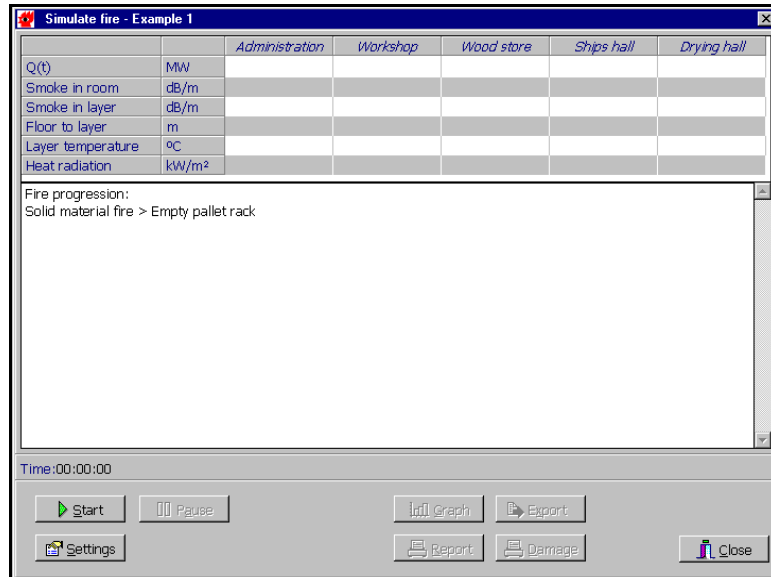 Simulate fire - Example 1
Administration Workshop Wood store Ships hall Drying hall
Q(t) MW
Smoke in room dB/m
Smoke in layer dB/m
Floor to layer m
Layer temperature ºC
Heat radiation kW/m²
Fire progression:
Solid material fire > Empty pallet rack
Time:00:00:00
Start Pause Graph Export
Settings Report Damage Close